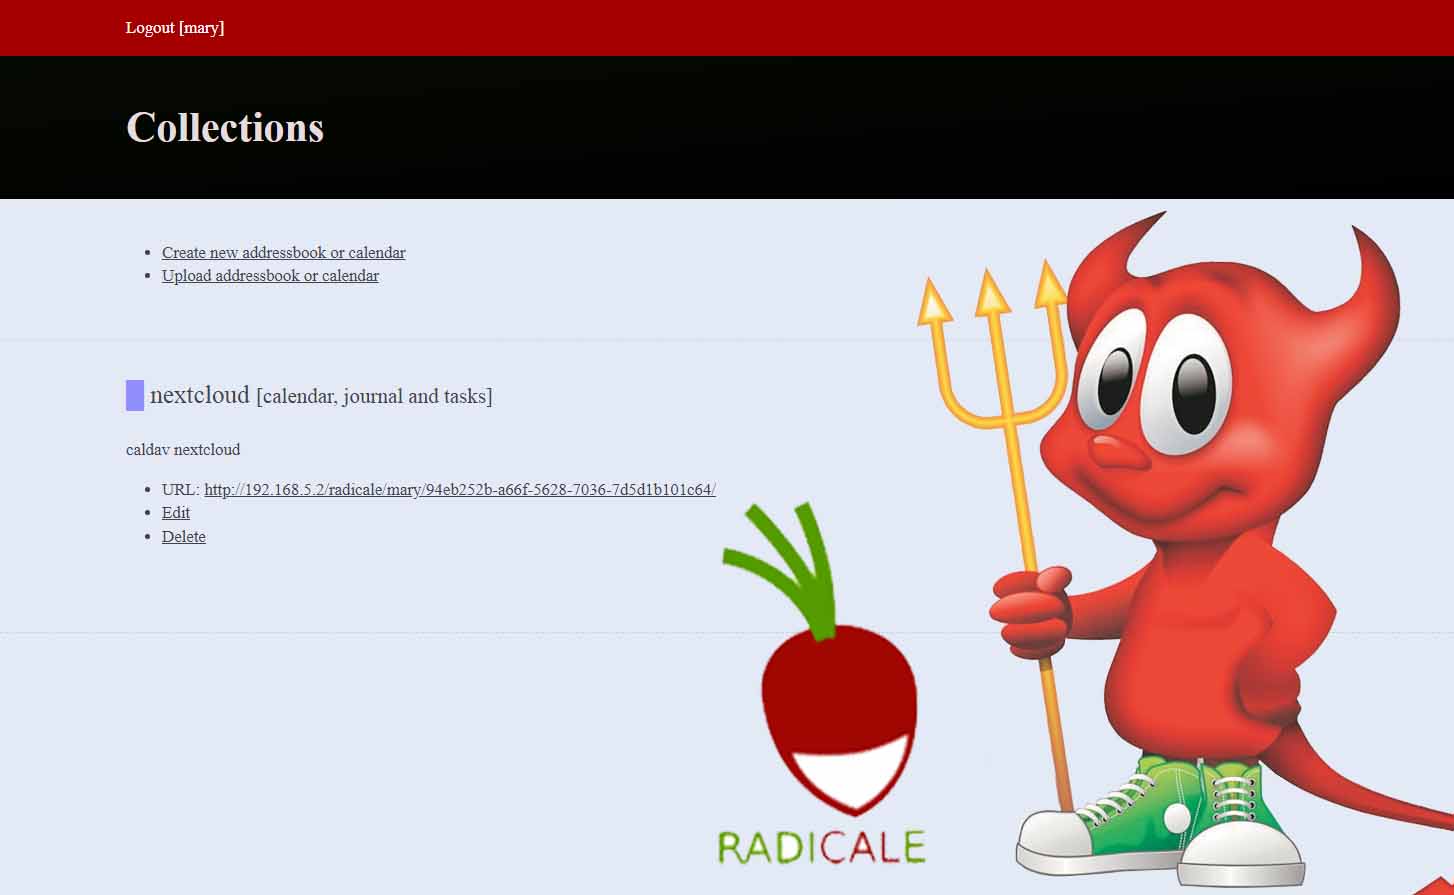 Logout [mary]
Collections
Create new addressbook or calendar
Upload addressbook or calendar
nextcloud [calendar, journal and tasks]
caldav nextcloud
URL: http://192.168.5.2/radicale/mary/94eb252b-a66f-5628-7036-7d5d1b101c64/
Edit
Delete
RADICALE